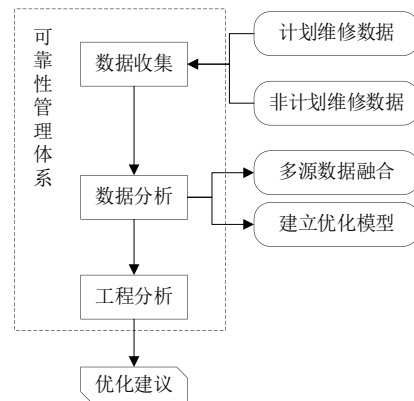 可靠性管理体系
数据收集
计划维修数据
非计划维修数据
数据分析
多源数据融合
建立优化模型
工程分析
优化建议